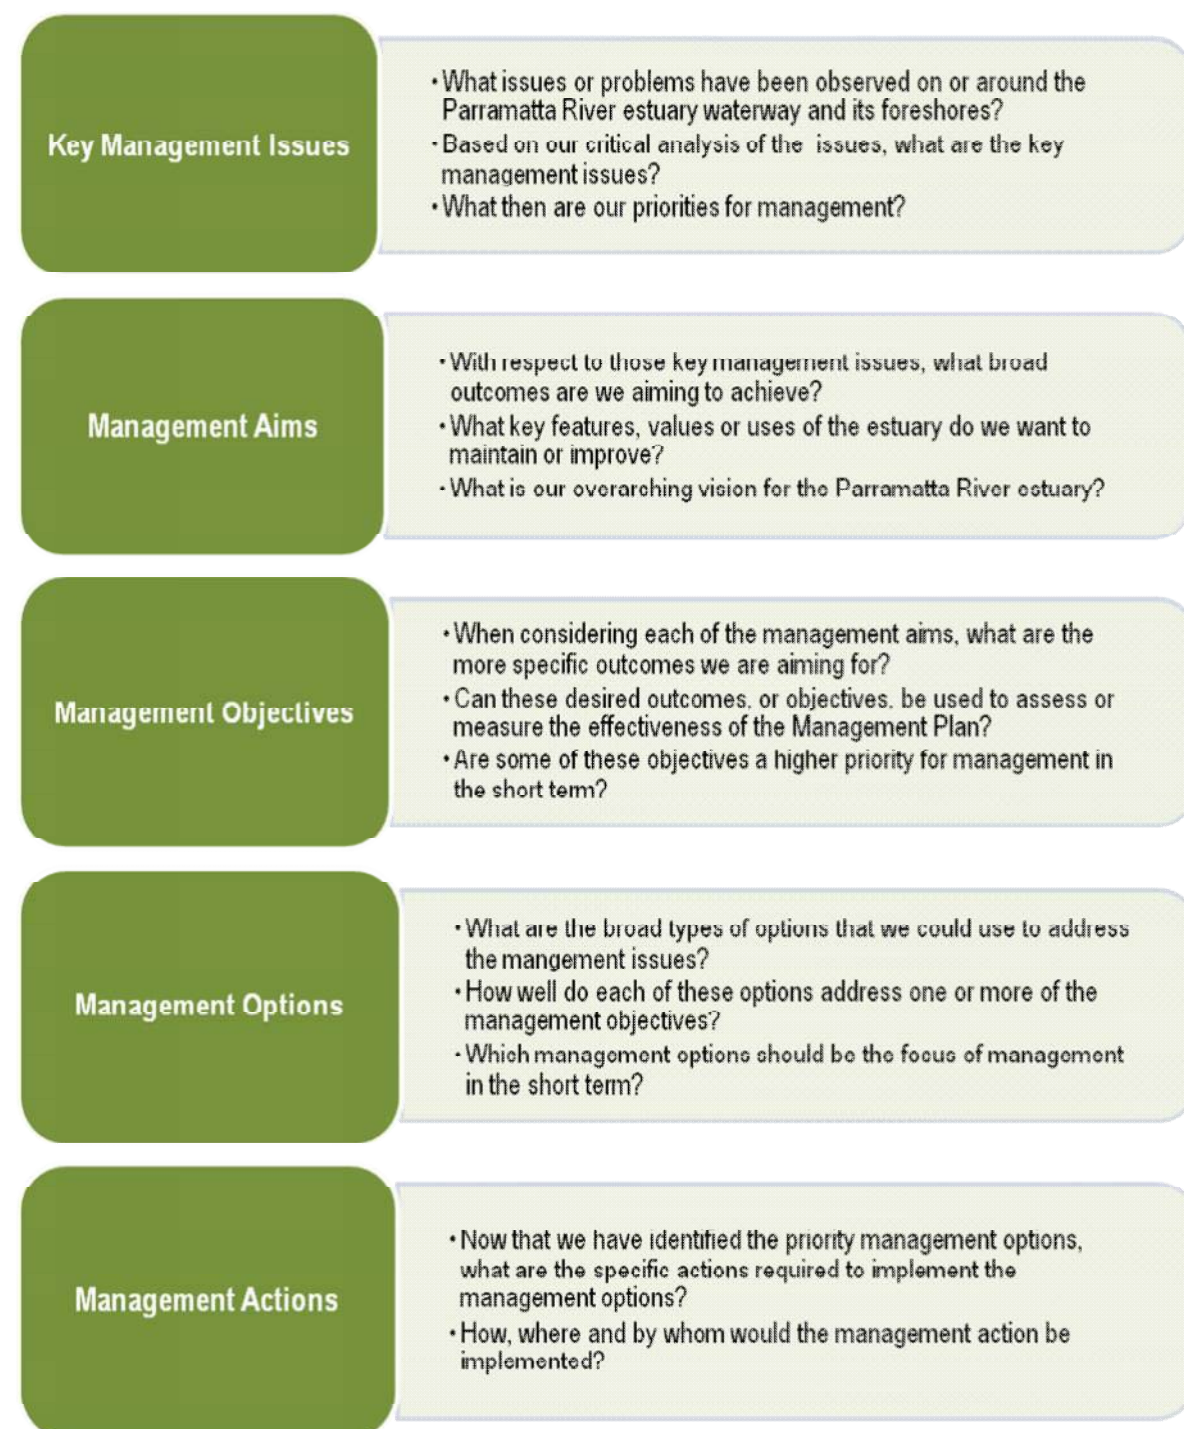 Key Management Issues
• What issues or problems have been observed on or around the
Parramatta River estuary waterway and its foreshores?
• Based on our critical analysis of the issues, what are the key
management issues?
• What then are our priorities for management?
Management Aims
• With respect to those key management issues, what broad
outcomes are we aiming to achieve?
• What key features, values or uses of the estuary do we want to
maintain or improve?
• What is our overarching vision for the Parramatta River estuary?
Management Objectives
• When considering each of the management aims, what are the
more specific outcomes we are aiming for?
• Can these desired outcomes, or objectives, be used to assess or
measure the effectiveness of the Management Plan?
• Are some of these objectives a higher priority for management in
the short term?
Management Options
• What are the broad types of options that we could use to address
the mangement issues?
• How well do each of these options address one or more of the
management objectives?
• Which management options should be the focus of management
in the short term?
Management Actions
• Now that we have identified the priority management options,
what are the specific actions required to implement the
management options?
• How, where and by whom would the management action be
implemented?